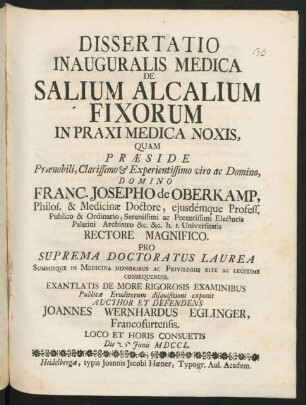 130.
DISSERTATIO
INAUGURALIS MEDICA
DE
SALIUM ALCALIUM
FIXORUM
IN PRAXI MEDICA NOXIS,
QUAM
PRÆSIDE
Prænobili, Clarissimo & Experientissimo viro ac Domino,
DOMINO
FRANC. JOSEPHO de OBERKAMP,
Philos. & Medicinæ Doctore, ejusdémque Profess.
Publico & Ordinario, Serenissimi ac Potentissimi Electoris
Palatini Archiatro &c. &c. h. t. Universitatis
RECTORE MAGNIFICO.
PRO
SUPREMA DOCTORATUS LAUREA
SUMMISQUE IN MEDICINA HONORIBUS AC PRIVILEGIIS RITE AC LEGITIME
CONSEQUENDIS,
EXANTLATIS DE MORE RIGOROSIS EXAMINIBUS
Publicæ Eruditorum disquisitioni exponit
AUCTHOR ET DEFENDENS
JOANNES WERNHARDUS EGLINGER,
Francofurtensis.
LOCO ET HORIS CONSUETIS
Die Junii MDCCL.
Heidelbergæ, typis Joannis Jacobi Hæner, Typogr. Aul. Academ.